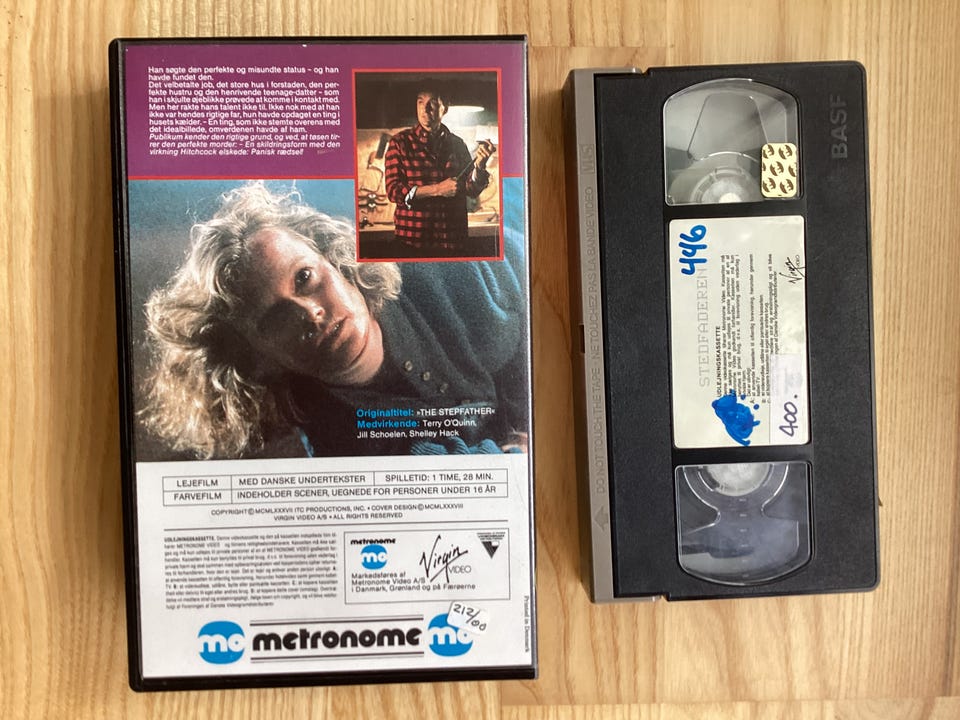 Han søgte den perfekte og misundte status – og han
havde fundet den.
Det velbetalte job, det store hus i forstaden, den per-
fekte hustru og den henrivende teenage-datter – som
han i skjulte øjeblikke prøvede at komme i kontakt med.
Men her rakte hans talent ikke til. Ikke nok med at han
ikke var hendes rigtige far, hun havde opdaget en ting i
husets kælder. – En ting, som ikke stemte overens med
det idealbillede, omverdenen havde af ham.
Publikum kender den rigtige grund, og ved, at tøsen tir-
rer den perfekte morder: – En skildringsform med den
virkning Hitchcock elskede: Panisk rædsel!
Originaltitel: »THE STEPFATHER«
Medvirkende: Terry O'Quinn,
Jill Schoelen, Shelley Hack
LEJEFILM MED DANSKE UNDERTEKSTER SPILLETID: 1 TIME, 28 MIN.
FARVEFILM INDEHOLDER SCENER, UEGNEDE FOR PERSONER UNDER 16 ÅR
COPYRIGHT © MCMLXXXVII ITC PRODUCTIONS, INC. • COVER DESIGN © MCMLXXXVIII
VIRGIN VIDEO A/S • ALL RIGHTS RESERVED
UDLEJNINGSKASSETTE.
metronome
mo
Markedsføres af
Metronome Video A/S
i Danmark, Grønland og på Færøerne
Virgin
VIDEO
Printed in Denmark
212/00
mo metronome mo
DO NOT TOUCH THE TAPE NE TOUCHEZ PAS LA BANDE VIDEO
BASF
446
STEDFADEREN
UDLEJNINGSKASSETTE
Virgin
VIDEO
400.